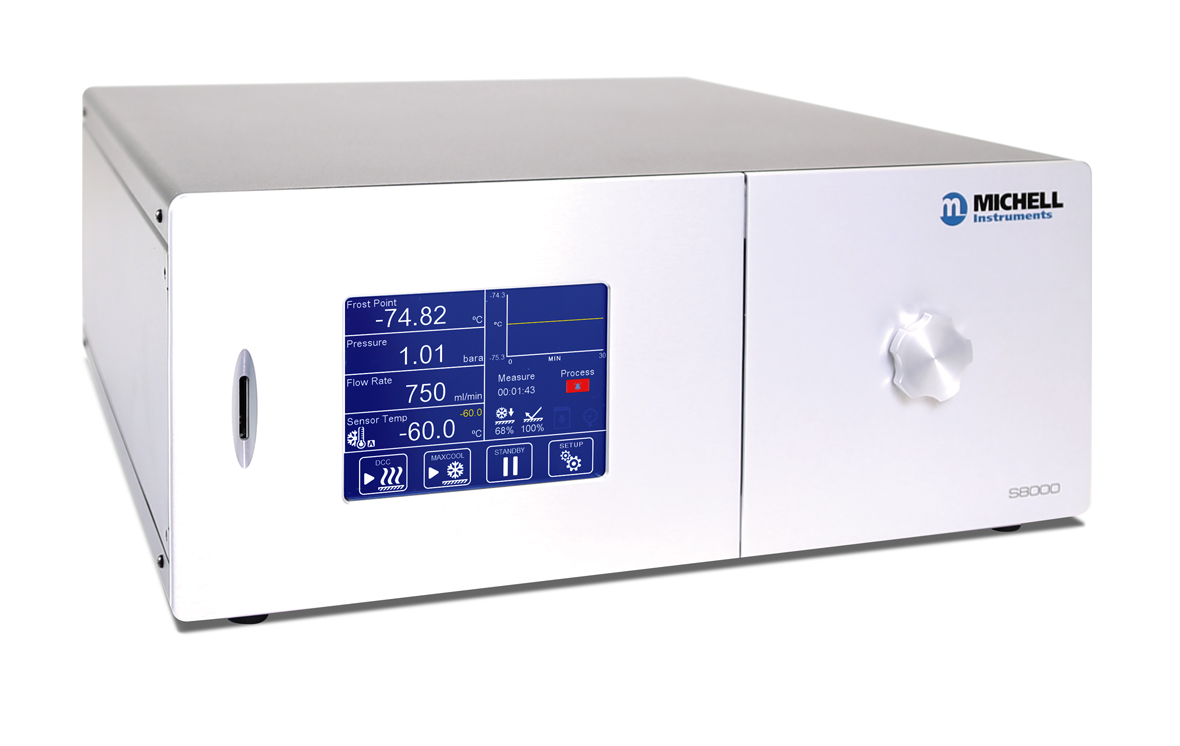 MICHELL
Instruments
Frost Point
-74.82 °C
Pressure
1.01 bara
Flow Rate
750 ml/min
Sensor Temp
-60.0
-60.0 °C
A
-74.3
°C
-75.3
0 MIN 30
Measure
00:01:43
Process
68% 100%
DCC
MAXCOOL
STANDBY
SETUP
S8000